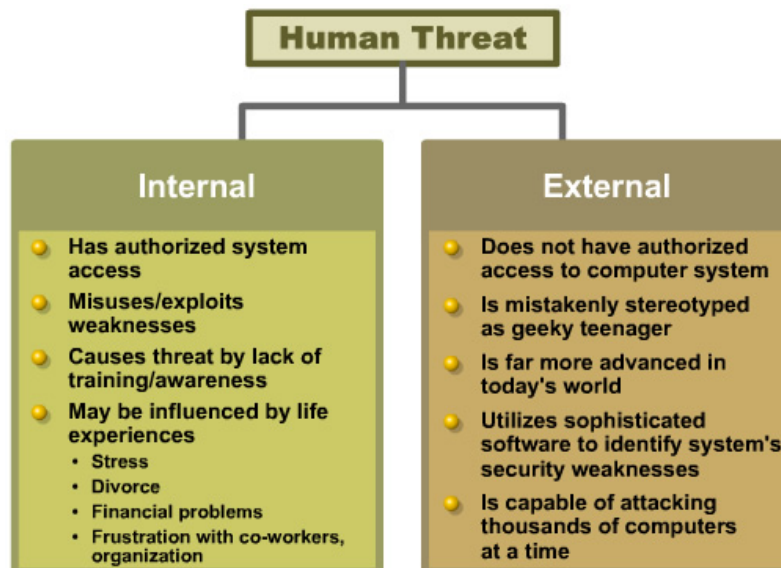 Human Threat
Internal
Has authorized system
access
Misuses/exploits
weaknesses
Causes threat by lack of
training/awareness
May be influenced by life
experiences
• Stress
• Divorce
• Financial problems
• Frustration with co-workers,
organization
External
Does not have authorized
access to computer system
Is mistakenly stereotyped
as geeky teenager
Is far more advanced in
today's world
Utilizes sophisticated
software to identify system's
security weaknesses
Is capable of attacking
thousands of computers
at a time